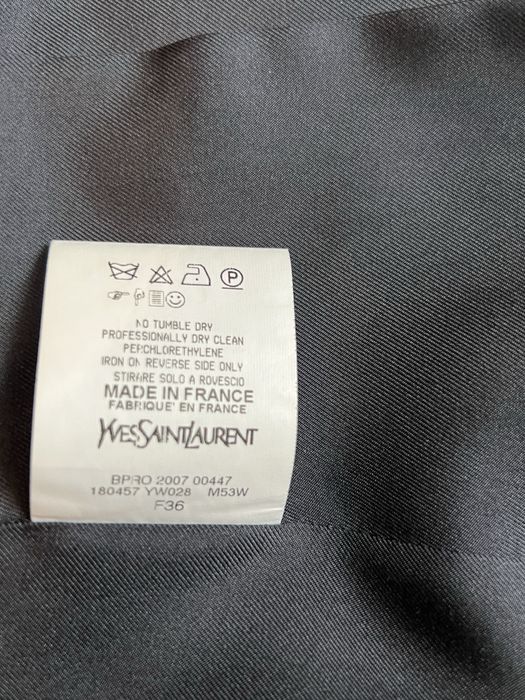 P
NO TUMBLE DRY
PROFESSIONALLY DRY CLEAN
PERCHLORETHYLENE
IRON ON REVERSE SIDE ONLY
STIRARE SOLO A ROVESCIO
MADE IN FRANCE
FABRIQUE' EN FRANCE
YVESSAINTLAURENT
BPRO 2007 00447
180457 YW028 M53W
F36